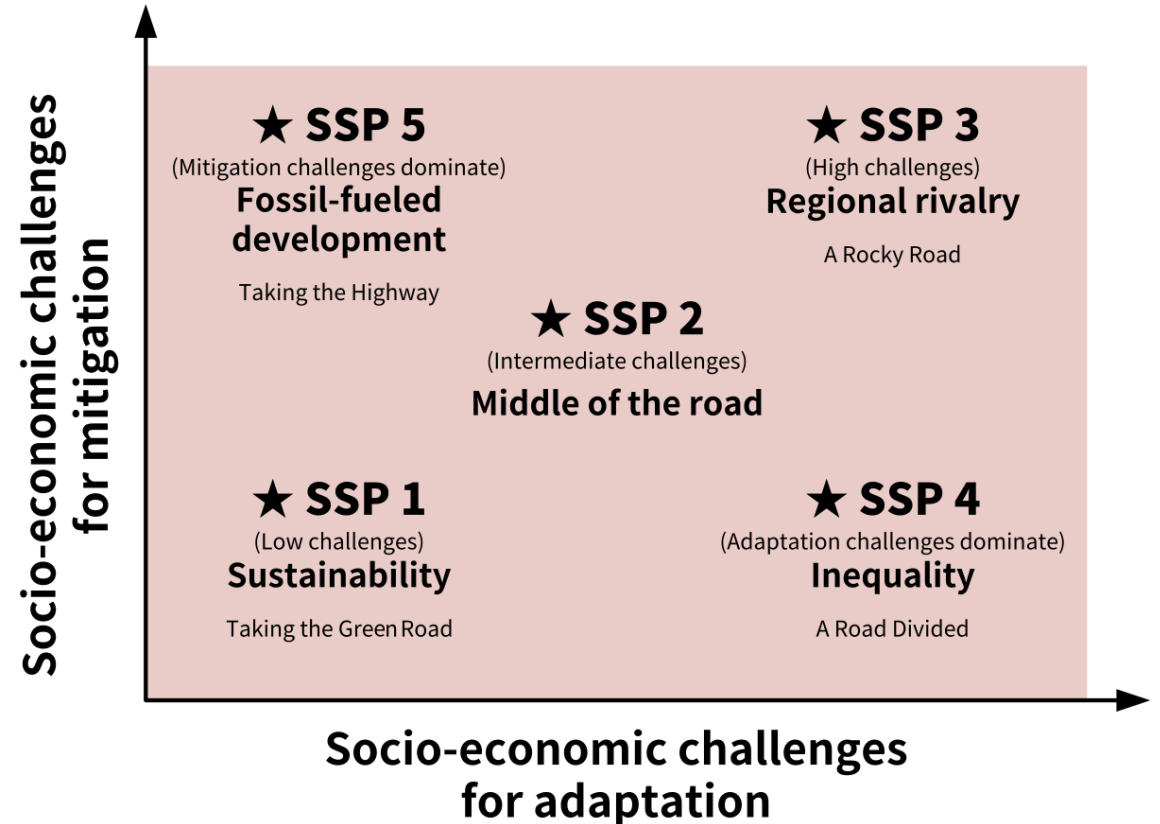 Socio-economic challenges
for mitigation
★ SSP 5
(Mitigation challenges dominate)
Fossil-fueled
development
Taking the Highway
★ SSP 3
(High challenges)
Regional rivalry
A Rocky Road
★ SSP 2
(Intermediate challenges)
Middle of the road
★ SSP 1
(Low challenges)
Sustainability
Taking the Green Road
★ SSP 4
(Adaptation challenges dominate)
Inequality
A Road Divided
Socio-economic challenges
for adaptation